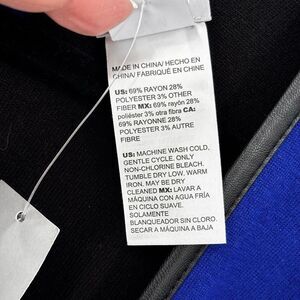 MADE IN CHINA/ HECHO EN
CHINA/ FABRIQUÉ EN CHINE
US: 69% RAYON 28%
POLYESTER 3% OTHER
FIBER MX: 69% rayón 28%
poliéster 3% otra fibra CA:
69% RAYONNE 28%
POLYESTER 3% AUTRE
FIBRE
US: MACHINE WASH COLD,
GENTLE CYCLE. ONLY
NON-CHLORINE BLEACH.
TUMBLE DRY LOW. WARM
IRON. MAY BE DRY
CLEANED MX: LAVAR A
MÁQUINA CON AGUA FRÍA
EN CICLO SUAVE.
SOLAMENTE
BLANQUEADOR SIN CLORO.
SECAR A MÁQUINA A BAJA